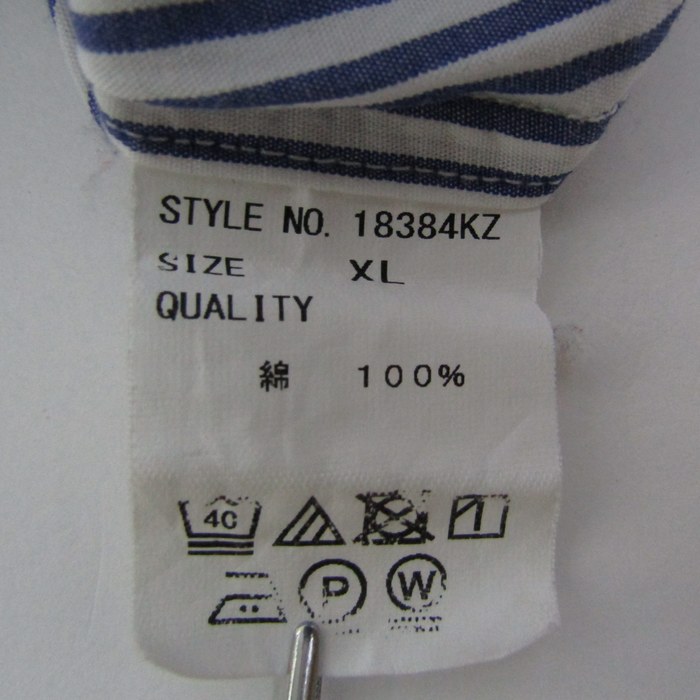 STYLE NO. 18384KZ
SIZE XL
QUALITY
綿 100%
40
P W